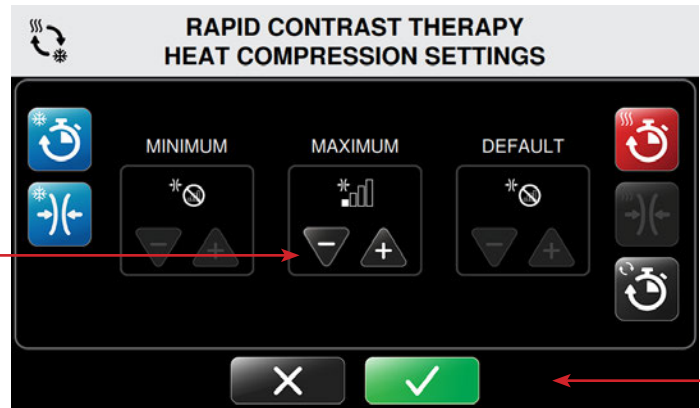 RAPID CONTRAST THERAPY
HEAT COMPRESSION SETTINGS
MINIMUM
MAXIMUM
DEFAULT